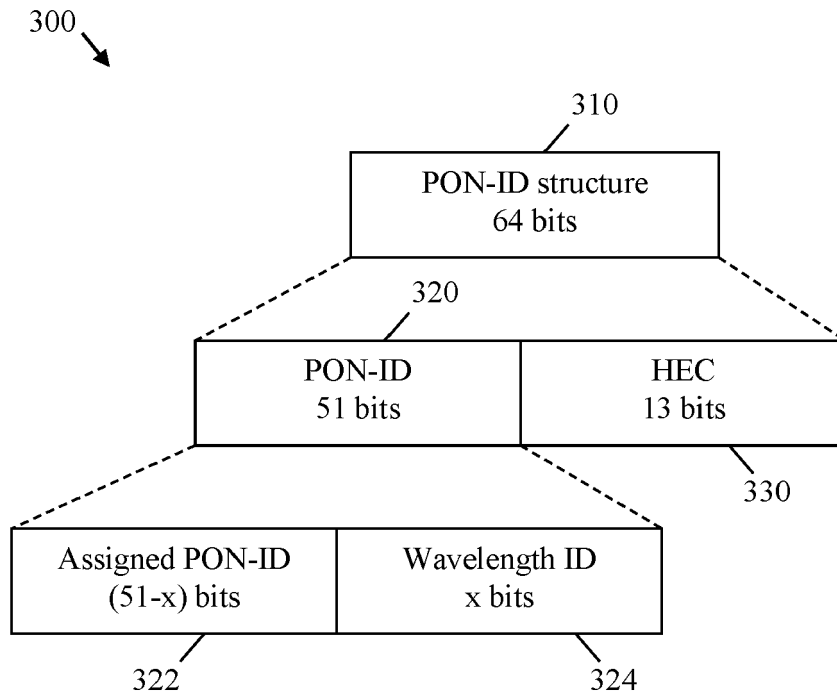 300
310
PON-ID structure
64 bits
320
PON-ID
51 bits
HEC
13 bits
330
Assigned PON-ID
(51-x) bits
Wavelength ID
x bits
322
324